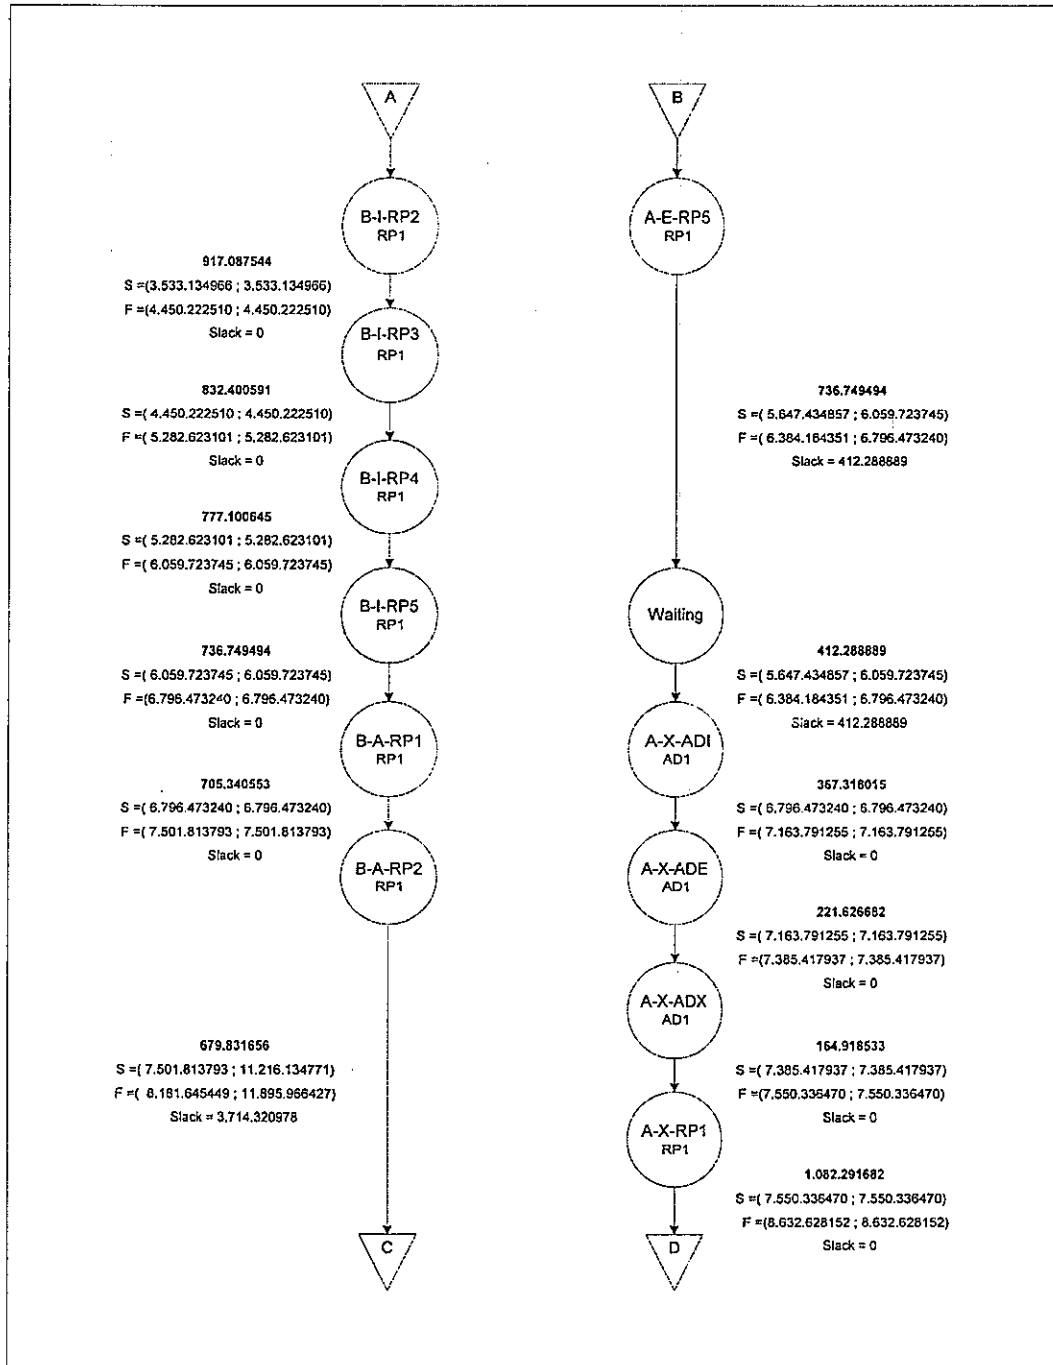 A
B-I-RP2
RP1
917.087544
S =(3.533.134966 ; 3.533.134966)
F =(4.450.222510 ; 4.450.222510)
Slack = 0
B-I-RP3
RP1
832.400591
S =( 4.450.222510 ; 4.450.222510)
F =( 5.282.623101 ; 5.282.623101)
Slack = 0
B-I-RP4
RP1
777.100645
S =( 5.282.623101 ; 5.282.623101)
F =( 6.059.723745 ; 6.059.723745)
Slack = 0
B-I-RP5
RP1
736.749494
S =( 6.059.723745 ; 6.059.723745)
F =(6.796.473240 ; 6.796.473240)
Slack = 0
B-A-RP1
RP1
705.340553
S =( 6.796.473240 ; 6.796.473240)
F =( 7.501.813793 ; 7.501.813793)
Slack = 0
B-A-RP2
RP1
679.831656
S =( 7.501.813793 ; 11.216.134771)
F =( 8.181.645449 ; 11.895.966427)
Slack = 3,714.320978
C
B
A-E-RP5
RP1
736.749494
S =( 5.647.434857 ; 6.059.723745)
F =( 6.384.184351 ; 6.796.473240)
Slack = 412.288889
Waiting
412.288889
S =( 5.647.434857 ; 6.059.723745)
F =( 6.384.184351 ; 6.796.473240)
Slack = 412.288889
A-X-ADI
AD1
367.318015
S =( 6.796.473240 ; 6.796.473240)
F =( 7.163.791255 ; 7.163.791255)
Slack = 0
A-X-ADE
AD1
221.626682
S =( 7.163.791255 ; 7.163.791255)
F =(7.385.417937 ; 7.385.417937)
Slack = 0
A-X-ADX
AD1
164.918533
S =( 7.385.417937 ; 7.385.417937)
F =(7.550.336470 ; 7.550.336470)
Slack = 0
A-X-RP1
RP1
1.082.291682
S =( 7.550.336470 ; 7.550.336470)
F =(8.632.628152 ; 8.632.628152)
Slack = 0
D